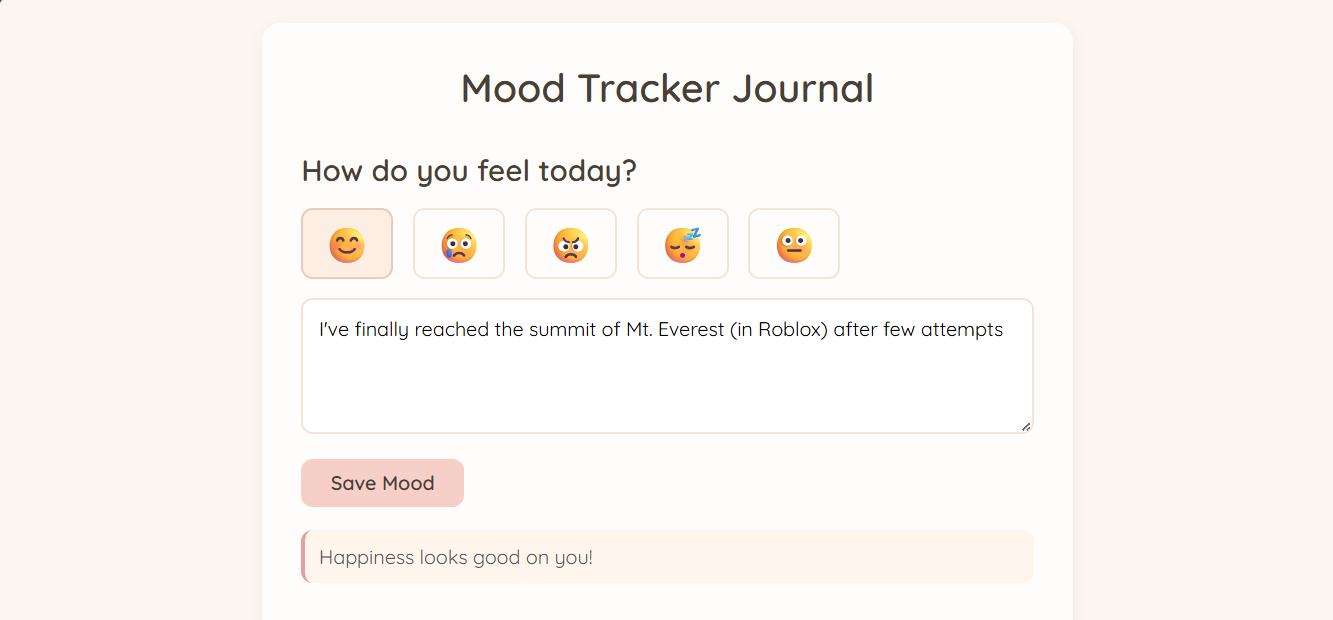 Mood Tracker Journal
How do you feel today?
I've finally reached the summit of Mt. Everest (in Roblox) after few attempts
Save Mood
Happiness looks good on you!